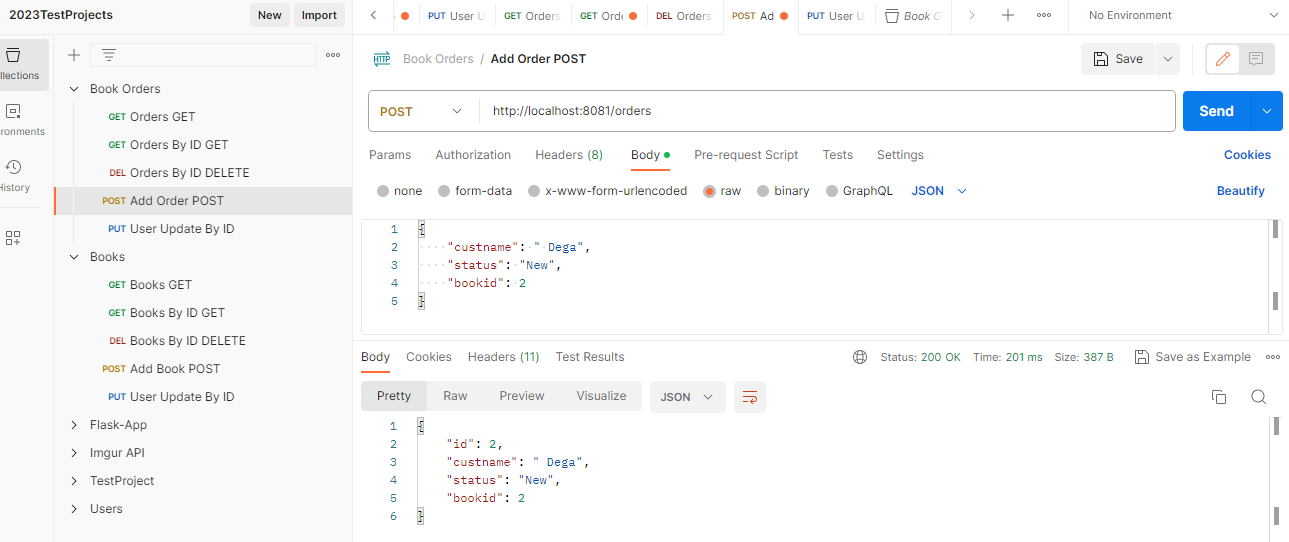 2023TestProjects
New
Import
User U
GET Orders
GET Ord
DEL Orders
POST Ad
PUT User U
Book O
No Environment
llections
ronments
History
Book Orders
GET Orders GET
GET Orders By ID GET
DEL Orders By ID DELETE
POST Add Order POST
PUT User Update By ID
Books
GET Books GET
GET Books By ID GET
DEL Books By ID DELETE
POST Add Book POST
PUT User Update By ID
Flask-App
Imgur API
TestProject
Users
HTTP Book Orders / Add Order POST
Save
POST http://localhost:8081/orders
Send
Params Authorization Headers (8) Body Pre-request Script Tests Settings Cookies
none form-data x-www-form-urlencoded raw binary GraphQL JSON Beautify
1 {
2 "custname": " Dega",
3 "status": "New",
4 "bookid": 2
5 }
Body Cookies Headers (11) Test Results Status: 200 OK Time: 201 ms Size: 387 B Save as Example
Pretty Raw Preview Visualize JSON
1 {
2 "id": 2,
3 "custname": " Dega",
4 "status": "New",
5 "bookid": 2
6 }